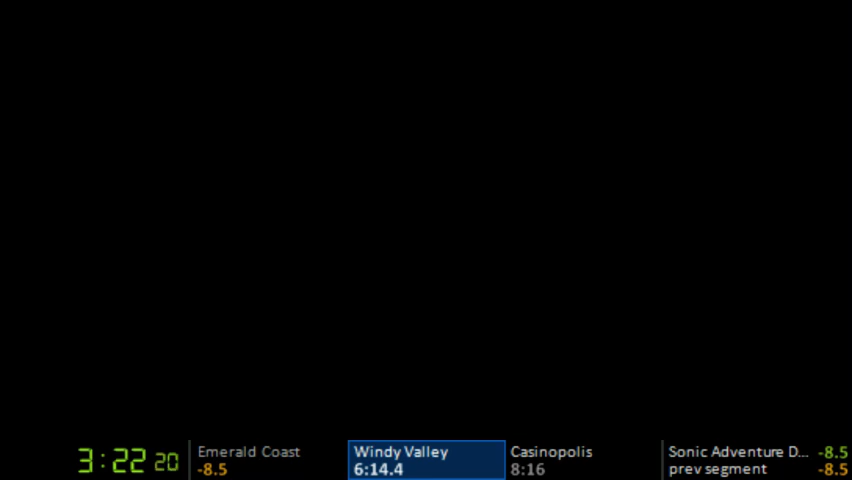 3:22 20
Emerald Coast
-8.5
Windy Valley
6:14.4
Casinopolis
8:16
Sonic Adventure D... -8.5
prev segment -8.5